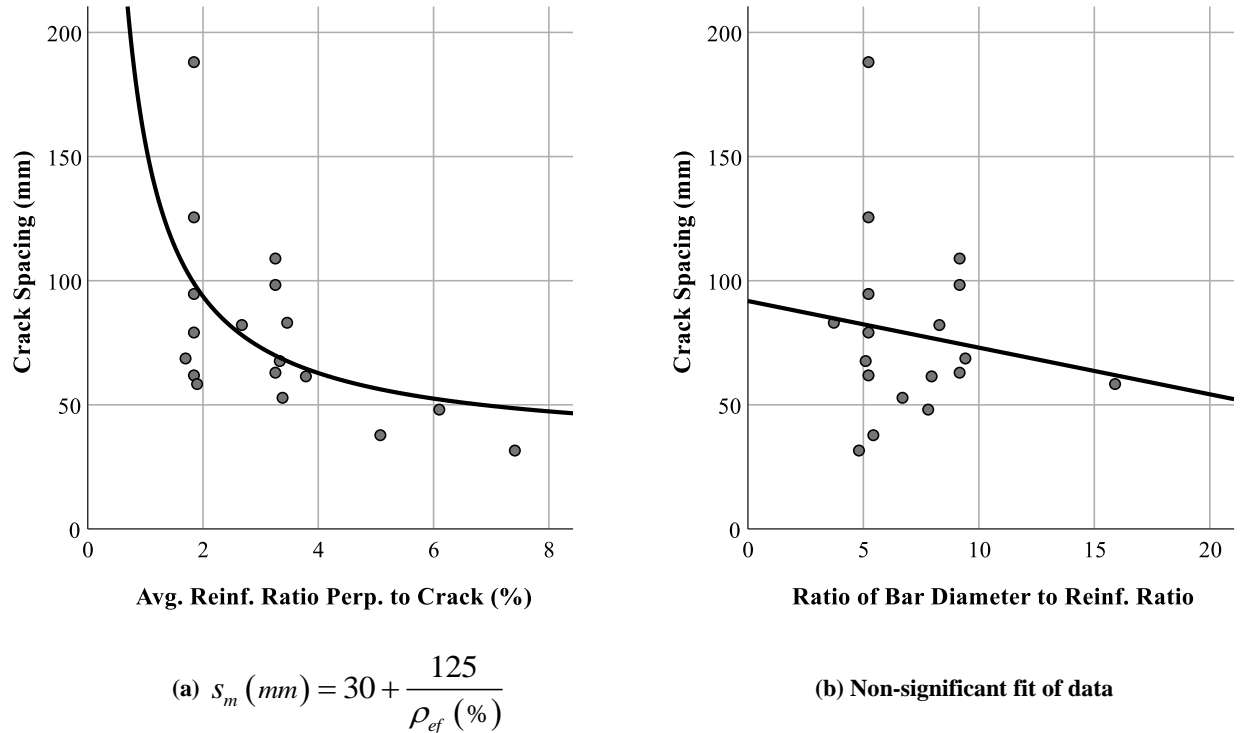 200
150
100
50
0
Crack Spacing (mm)
0 2 4 6 8
Avg. Reinf. Ratio Perp. to Crack (%)
(a) s_m (mm) = 30 + 125 / ρ_ef (%)
200
150
100
50
0
Crack Spacing (mm)
0 5 10 15 20
Ratio of Bar Diameter to Reinf. Ratio
(b) Non-significant fit of data